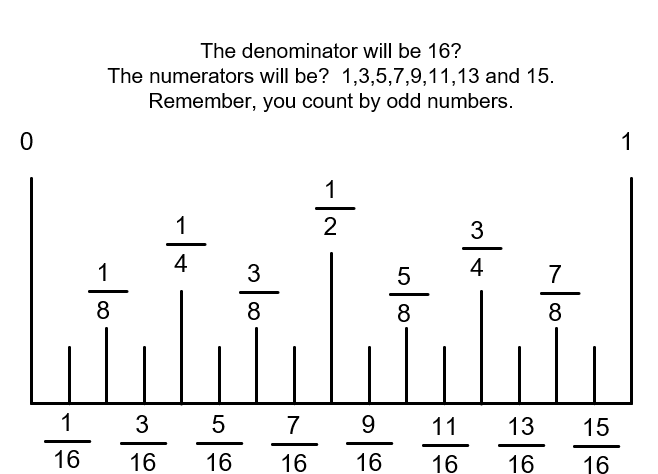 The denominator will be 16?
The numerators will be? 1,3,5,7,9,11,13 and 15.
Remember, you count by odd numbers.
0 1
1/2
1/4 3/4
1/8 3/8 5/8 7/8
1/16 3/16 5/16 7/16 9/16 11/16 13/16 15/16